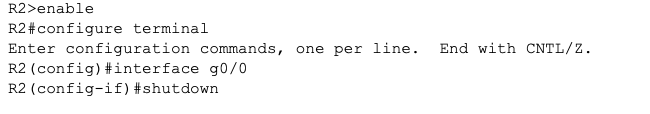 R2>enable
R2#configure terminal
Enter configuration commands, one per line.  End with CNTL/Z.
R2(config)#interface g0/0
R2(config-if)#shutdown